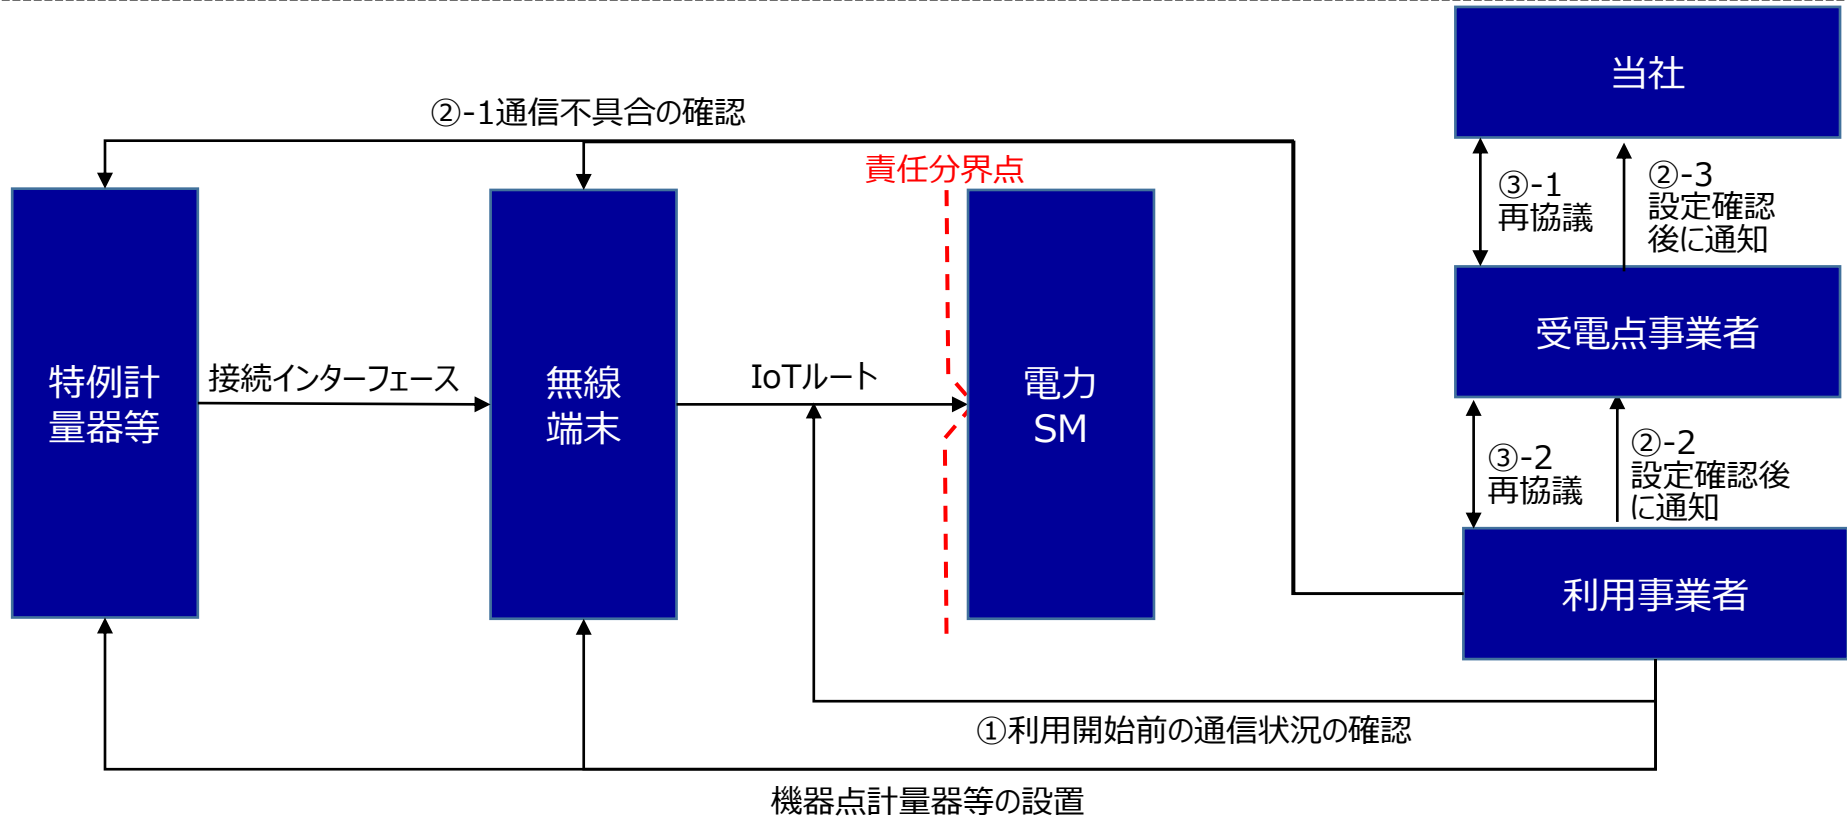 当社
②-1通信不具合の確認
責任分界点
③-1
再協議
②-3
設定確認
後に通知
特例計
量器等
接続インターフェース
無線
端末
IoTルート
電力
SM
受電点事業者
③-2
再協議
②-2
設定確認後
に通知
利用事業者
①利用開始前の通信状況の確認
機器点計量器等の設置